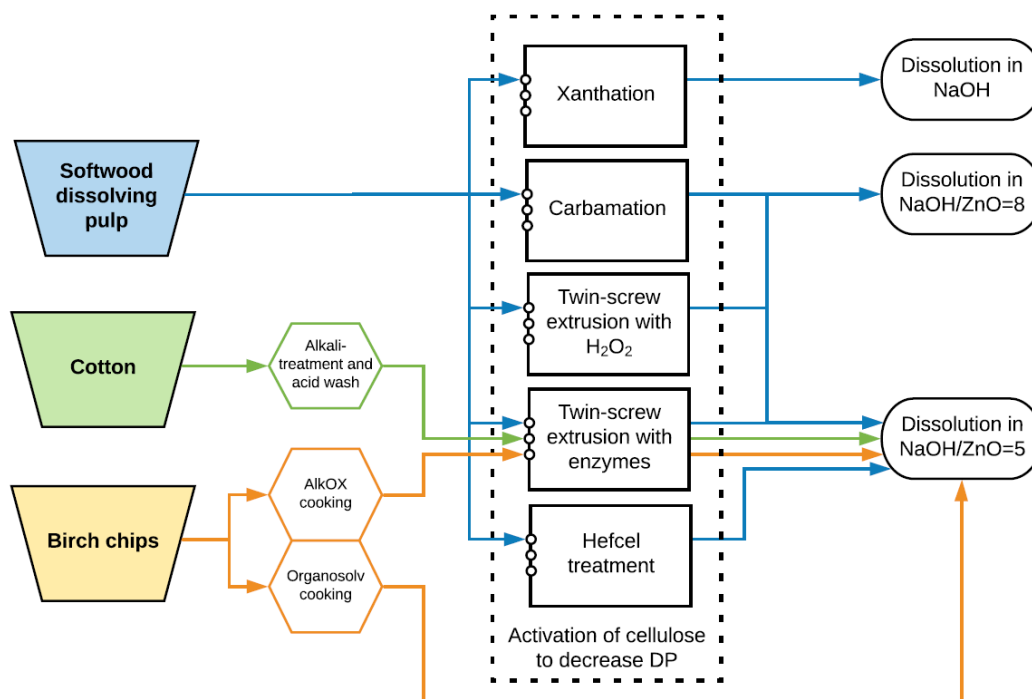 Xanthation
Dissolution in
NaOH
Softwood
dissolving
pulp
Carbamation
Dissolution in
NaOH/ZnO=8
Twin-screw
extrusion with
H₂O₂
Cotton
Alkali-
treatment and
acid wash
Twin-screw
extrusion with
enzymes
Dissolution in
NaOH/ZnO=5
Birch chips
AlkOX
cooking
Organosolv
cooking
Hefcel
treatment
Activation of cellulose
to decrease DP